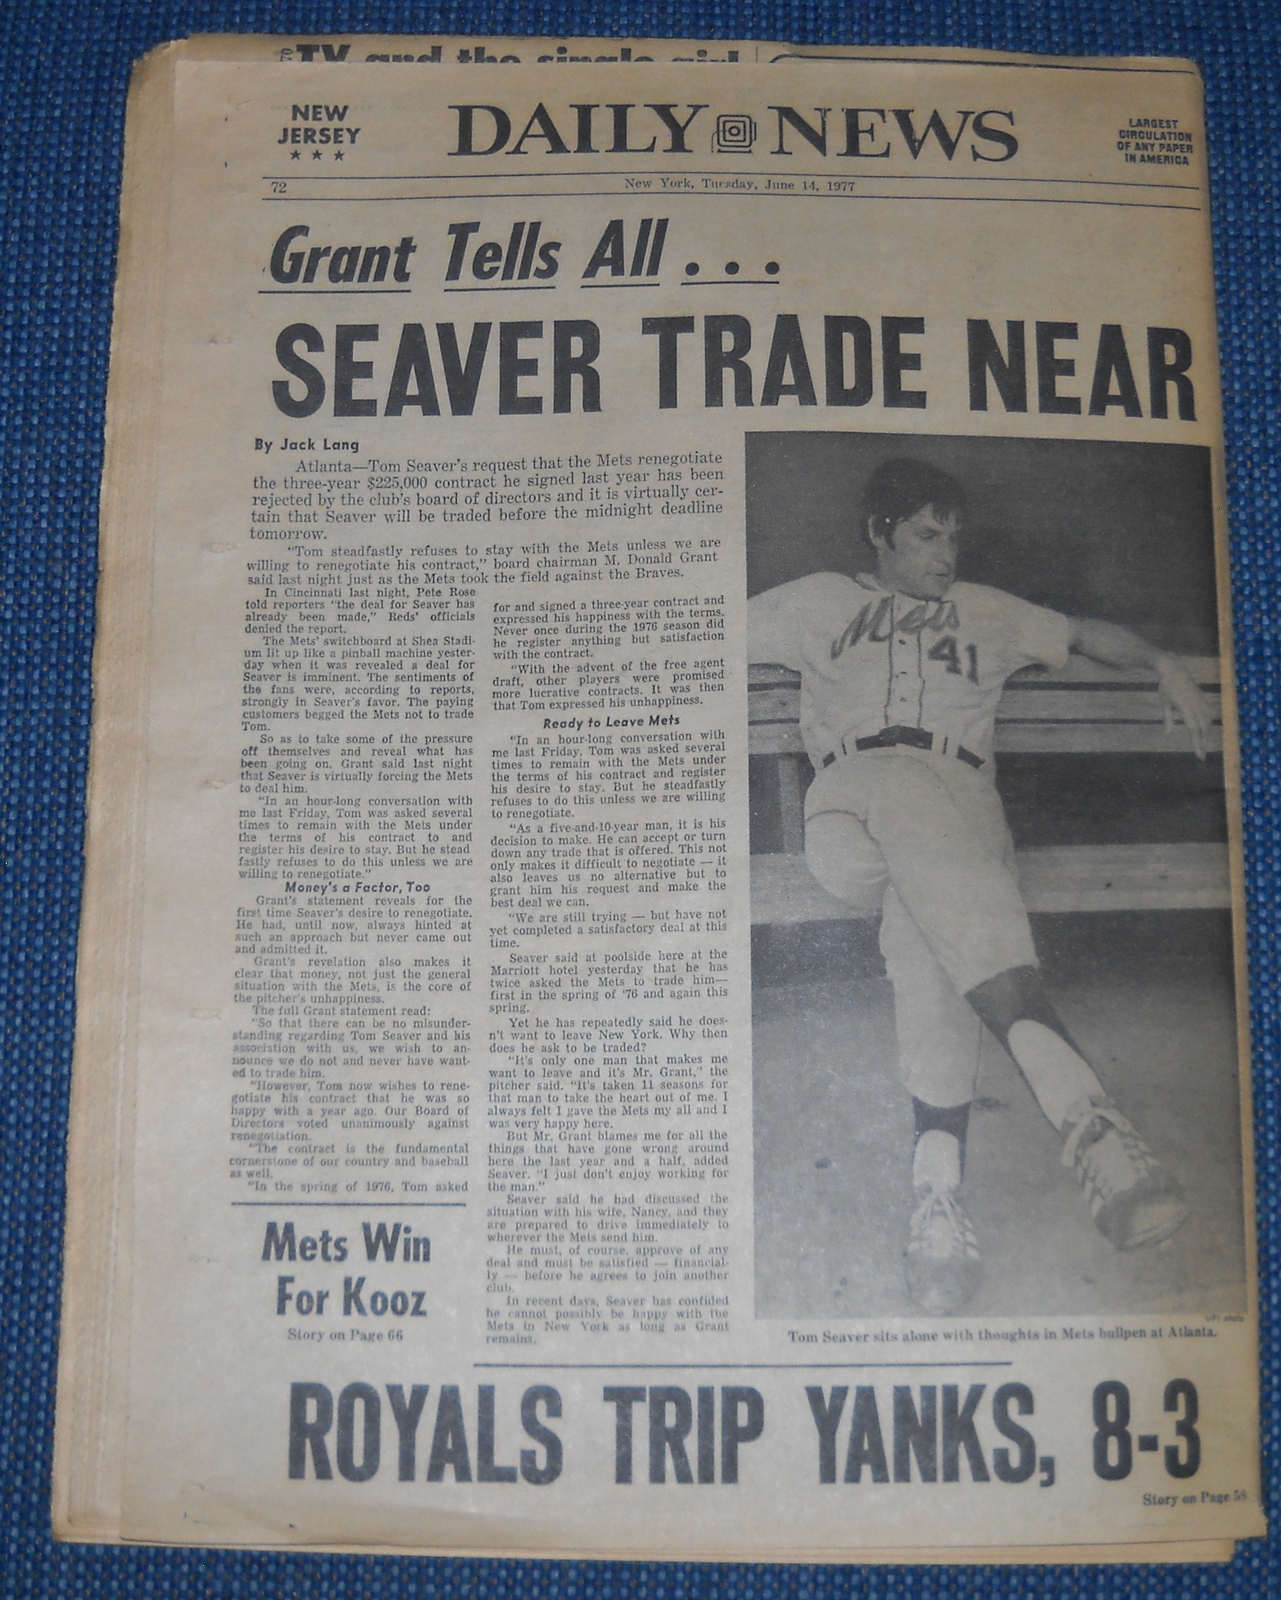 TV and the single girl
NEW
JERSEY
★ ★ ★
DAILY NEWS
LARGEST
CIRCULATION
OF ANY PAPER
IN AMERICA
72
New York, Tuesday, June 14, 1977
Grant Tells All . . .
SEAVER TRADE NEAR
By Jack Lang
Atlanta—Tom Seaver's request that the Mets renegotiate
the three-year $225,000 contract he signed last year has been
rejected by the club's board of directors and it is virtually cer-
tain that Seaver will be traded before the midnight deadline
tomorrow.
"Tom steadfastly refuses to stay with the Mets unless we are
willing to renegotiate his contract," board chairman M. Donald Grant
said last night just as the Mets took the field against the Braves.
In Cincinnati last night, Pete Rose
told reporters "the deal for Seaver has
already been made," Reds' officials
denied the report.
The Mets' switchboard at Shea Stadi-
um lit up like a pinball machine yester-
day when it was revealed a deal for
Seaver is imminent. The sentiments of
the fans were, according to reports,
strongly in Seaver's favor. The paying
customers begged the Mets not to trade
Tom.
So as to take some of the pressure
off themselves and reveal what has
been going on, Grant said last night
that Seaver is virtually forcing the Mets
to deal him.
"In an hour-long conversation with
me last Friday, Tom was asked several
times to remain with the Mets under
the terms of his contract to and
register his desire to stay. But he stead
fastly refuses to do this unless we are
willing to renegotiate."
Money's a Factor, Too
Grant's statement reveals for the
first time Seaver's desire to renegotiate.
He had, until now, always hinted at
such an approach but never came out
and admitted it.
Grant's revelation also makes it
clear that money, not just the general
situation with the Mets, is the core of
the pitcher's unhappiness.
The full Grant statement read:
"So that there can be no misunder-
standing regarding Tom Seaver and his
association with us, we wish to an-
nounce we do not and never have want-
ed to trade him.
"However, Tom now wishes to rene-
gotiate his contract that he was so
happy with a year ago. Our Board of
Directors voted unanimously against
renegotiation.
"The contract is the fundamental
cornerstone of our country and baseball
as well.
"In the spring of 1976, Tom asked
for and signed a three-year contract and
expressed his happiness with the terms.
Never once during the 1976 season did
he register anything but satisfaction
with the contract.
"With the advent of the free agent
draft, other players were promised
more lucrative contracts. It was then
that Tom expressed his unhappiness.
Ready to Leave Mets
"In an hour-long conversation with
me last Friday, Tom was asked several
times to remain with the Mets under
the terms of his contract and register
his desire to stay. But he steadfastly
refuses to do this unless we are willing
to renegotiate.
"As a five-and-10-year man, it is his
decision to make. He can accept or turn
down any trade that is offered. This not
only makes it difficult to negotiate — it
also leaves us no alternative but to
grant him his request and make the
best deal we can.
"We are still trying — but have not
yet completed a satisfactory deal at this
time.
Seaver said at poolside here at the
Marriott hotel yesterday that he has
twice asked the Mets to trade him—
first in the spring of '76 and again this
spring.
Yet he has repeatedly said he does-
n't want to leave New York. Why then
does he ask to be traded?
"It's only one man that makes me
want to leave and it's Mr. Grant," the
pitcher said. "It's taken 11 seasons for
that man to take the heart out of me. I
always felt I gave the Mets my all and I
was very happy here.
But Mr. Grant blames me for all the
things that have gone wrong around
here the last year and a half, added
Seaver. "I just don't enjoy working for
the man."
Seaver said he had discussed the
situation with his wife, Nancy, and they
are prepared to drive immediately to
wherever the Mets send him.
He must, of course, approve of any
deal and must be satisfied — financial-
ly — before he agrees to join another
club.
In recent days, Seaver has confided
he cannot possibly be happy with the
Mets in New York as long as Grant
remains.
Mets
41
UPI photo
Tom Seaver sits alone with thoughts in Mets bullpen at Atlanta.
Mets Win
For Kooz
Story on Page 66
ROYALS TRIP YANKS, 8-3
Story on Page 58